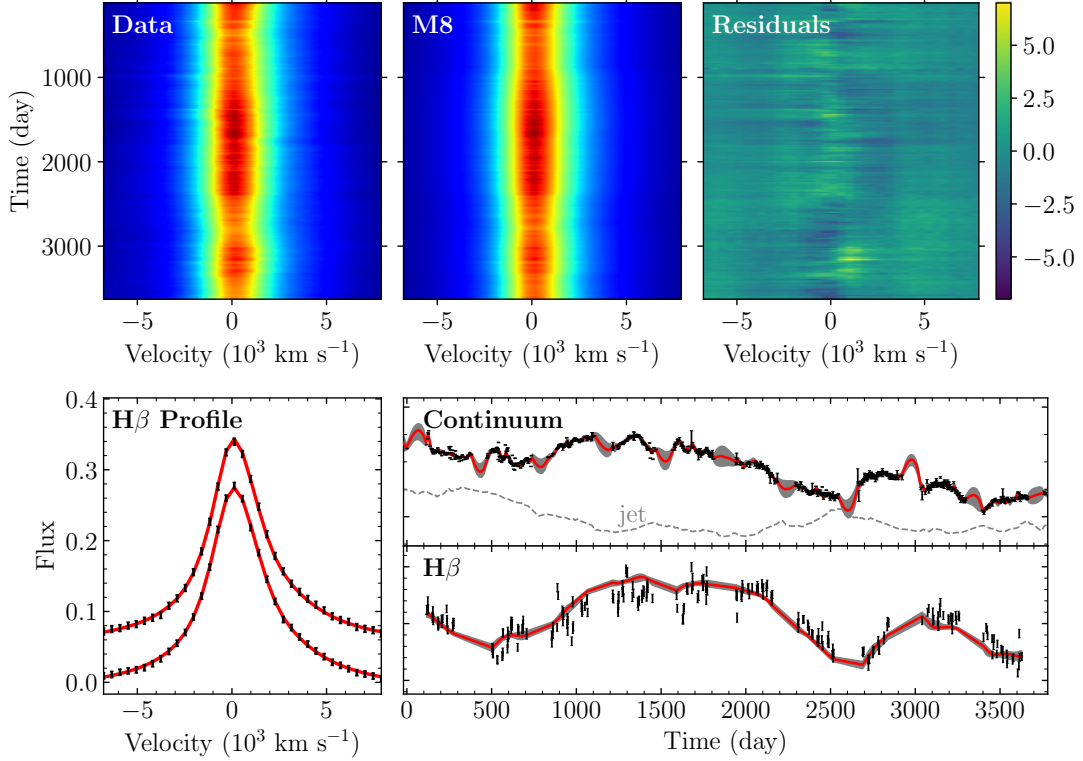 Data
M8
Residuals
Time (day)
1000
2000
3000
5.0
2.5
0.0
−2.5
−5.0
−5 0 5
−5 0 5
−5 0 5
Velocity (10³ km s⁻¹)
Velocity (10³ km s⁻¹)
Velocity (10³ km s⁻¹)
Hβ Profile
Flux
0.4
0.3
0.2
0.1
0.0
−5 0 5
Velocity (10³ km s⁻¹)
Continuum
jet
Hβ
0 500 1000 1500 2000 2500 3000 3500
Time (day)